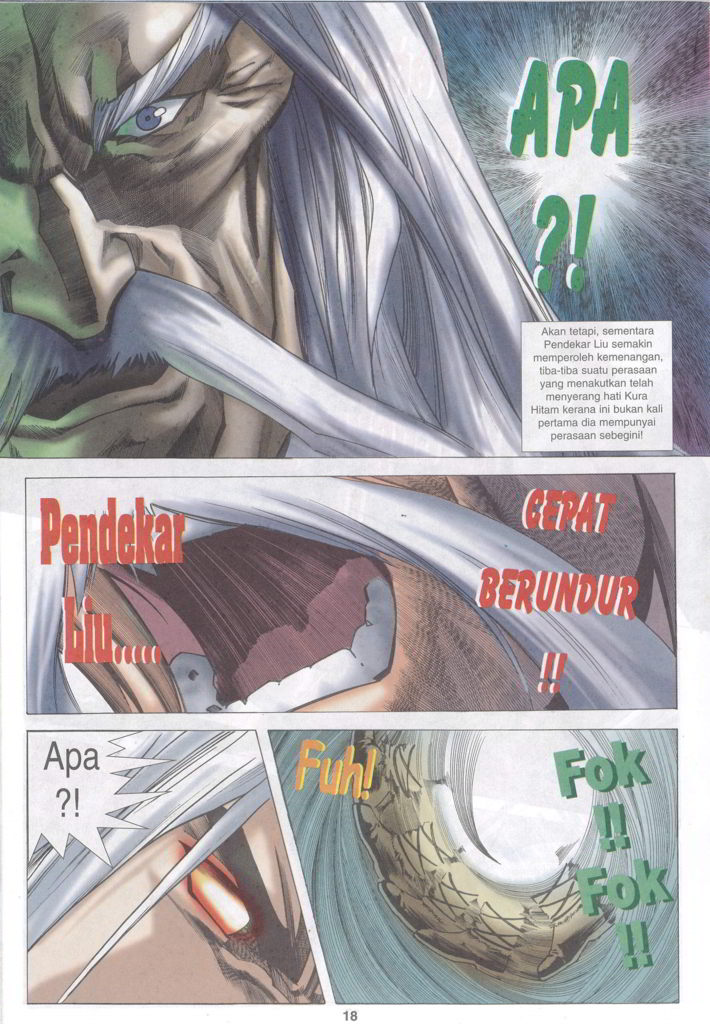 APA
?!
Akan tetapi, sementara
Pendekar Liu semakin
memperoleh kemenangan,
tiba-tiba suatu perasaan
yang menakutkan telah
menyerang hati Kura
Hitam kerana ini bukan kali
pertama dia mempunyai
perasaan sebegini!
Pendekar
Liu.....
CEPAT
BERUNDUR
!!
Apa
?!
Fuh!
Fok
!!
Fok
!!
18